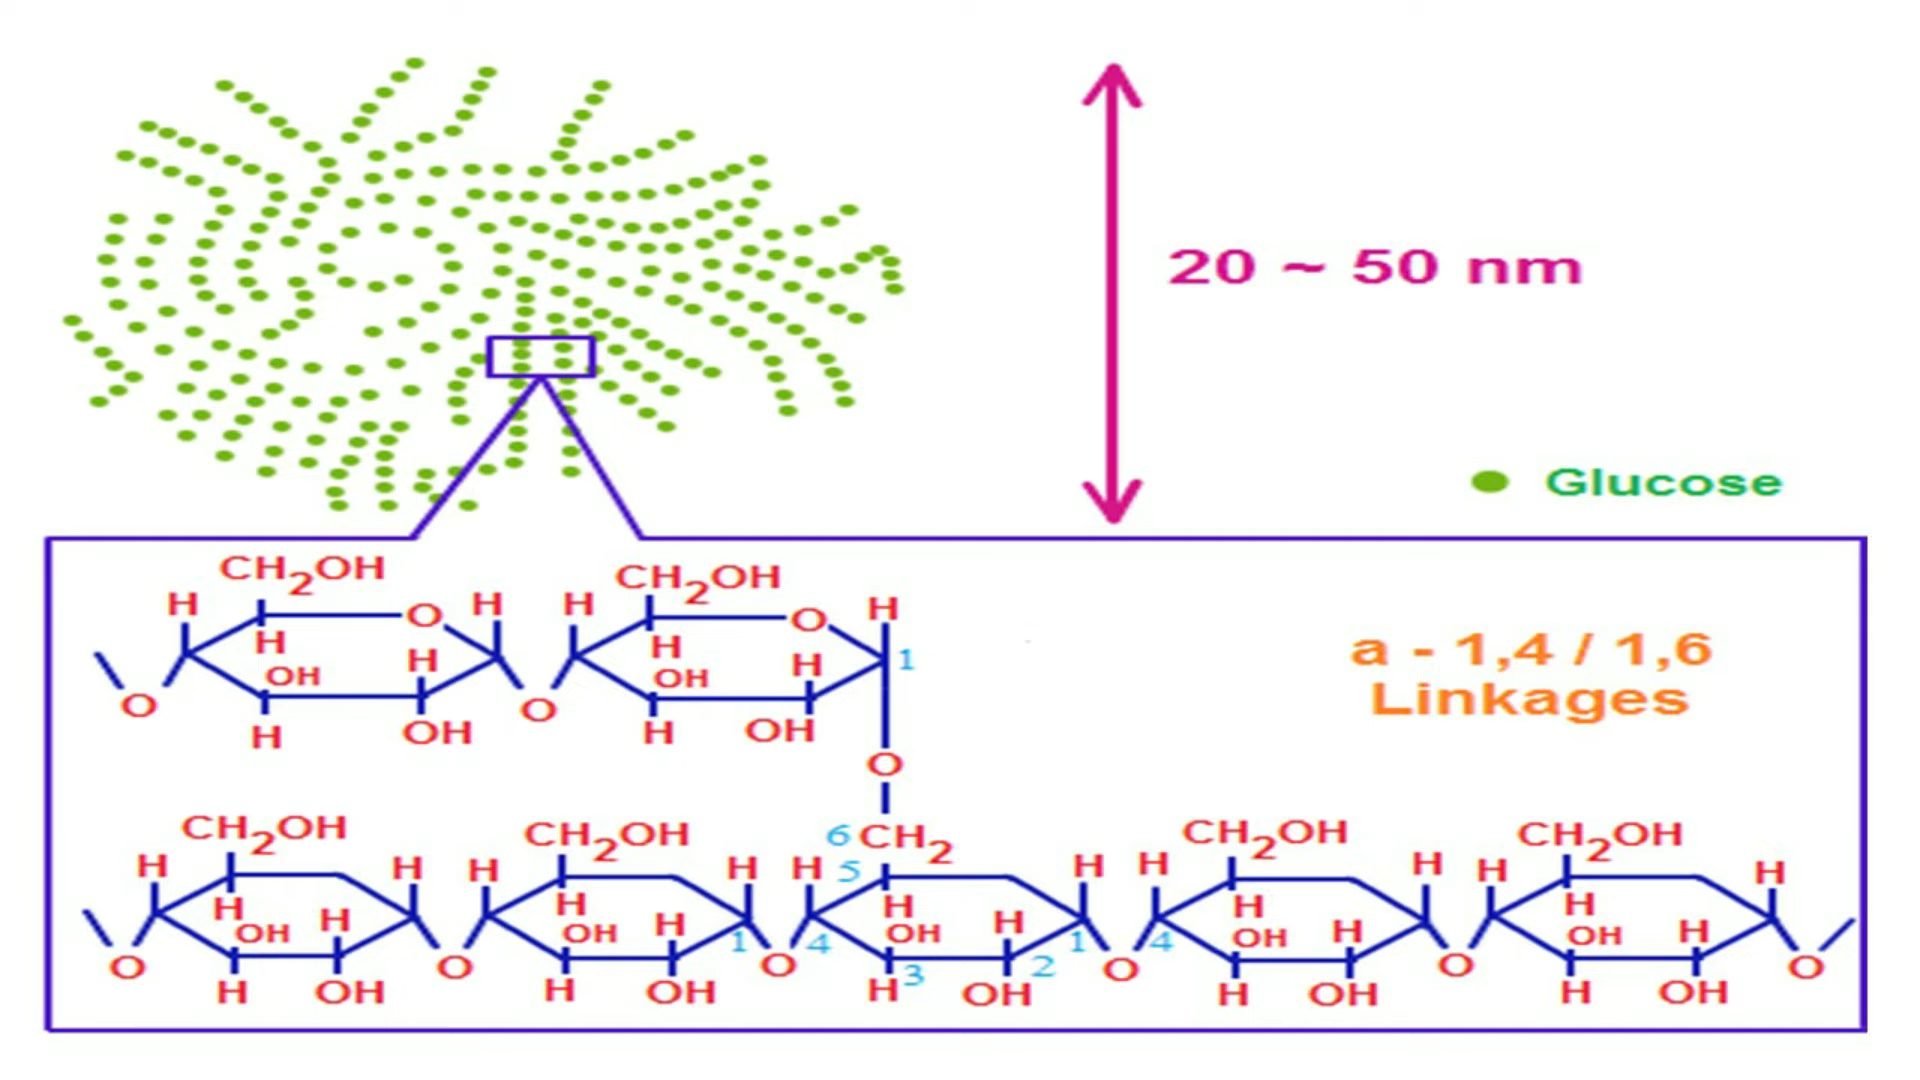 20 ~ 50 nm
Glucose
a - 1,4 / 1,6
Linkages
CH2OH CH2OH
H O H H O H
H H H H 1
OH OH
O O
H OH H OH
O
6 CH2
CH2OH CH2OH CH2OH CH2OH
H H H H H 5 H H H H H
H H H H H H H H H H
OH OH OH OH OH
1 4 1 4
O O O O O O
H OH H OH H 3 OH 2 H OH H OH